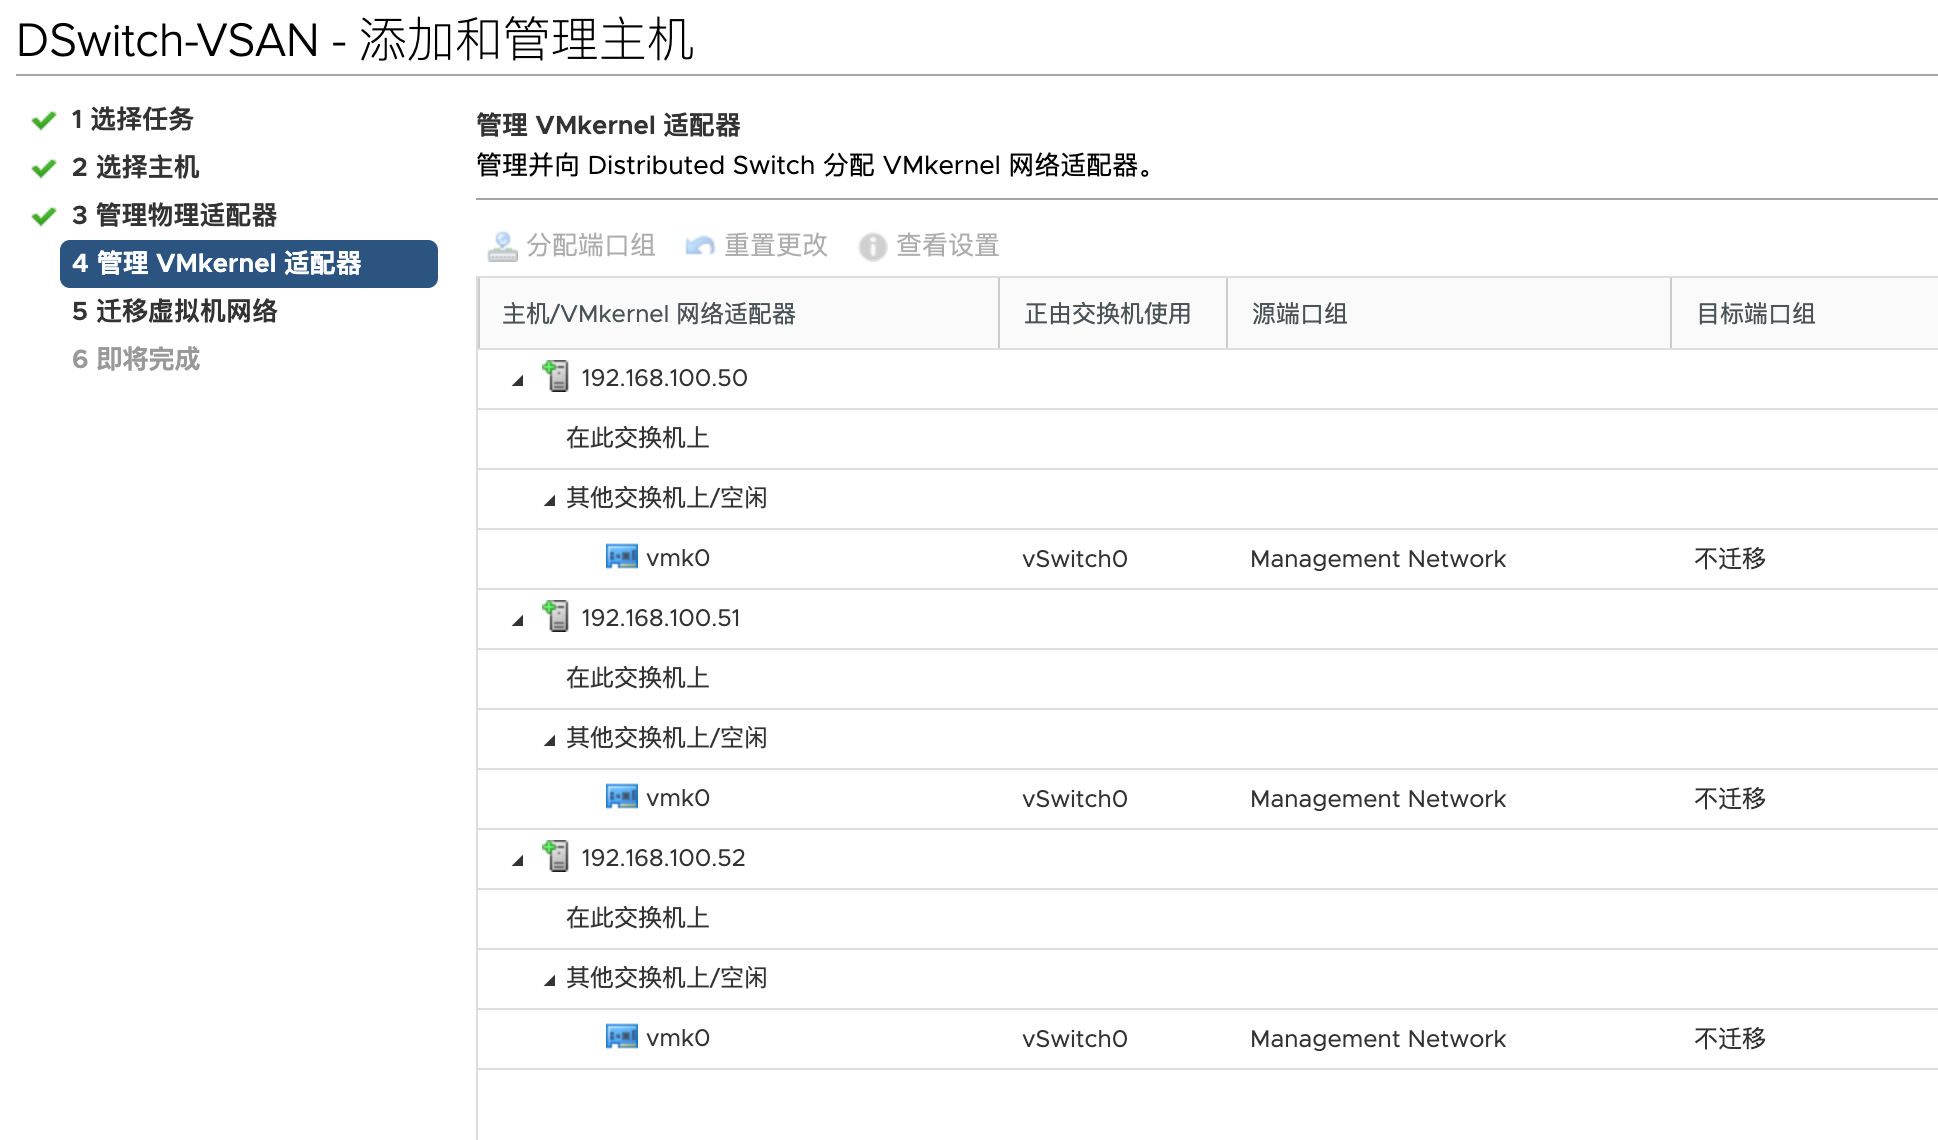 DSwitch-VSAN - 添加和管理主机
1 选择任务
2 选择主机
3 管理物理适配器
4 管理 VMkernel 适配器
5 迁移虚拟机网络
6 即将完成
管理 VMkernel 适配器
管理并向 Distributed Switch 分配 VMkernel 网络适配器。
分配端口组 重置更改 查看设置
主机/VMkernel 网络适配器 正由交换机使用 源端口组 目标端口组
192.168.100.50
在此交换机上
其他交换机上/空闲
vmk0 vSwitch0 Management Network 不迁移
192.168.100.51
在此交换机上
其他交换机上/空闲
vmk0 vSwitch0 Management Network 不迁移
192.168.100.52
在此交换机上
其他交换机上/空闲
vmk0 vSwitch0 Management Network 不迁移